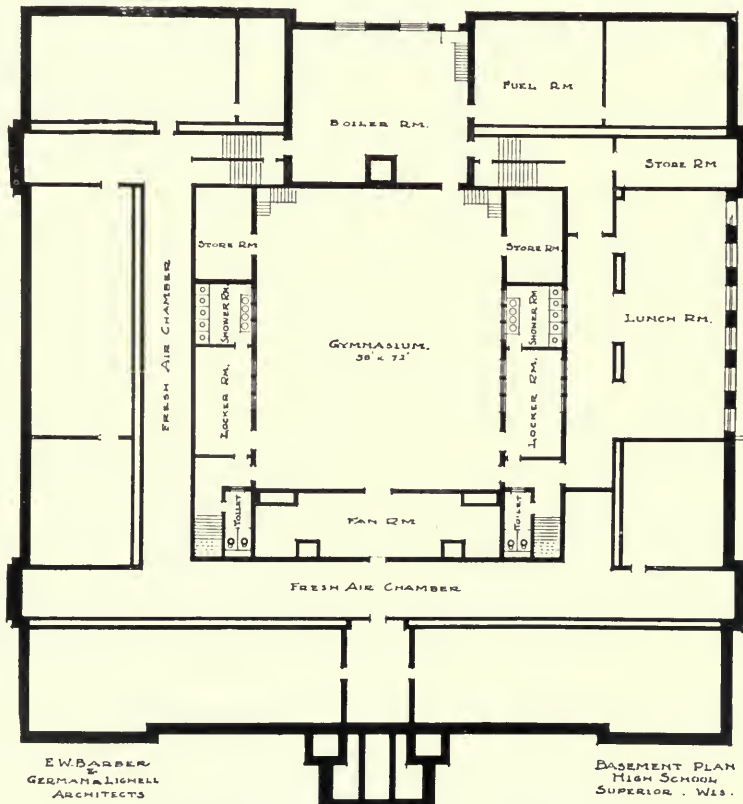 FUEL RM
BOILER RM.
STORE RM
STORE RM
STORE RM
FRESH AIR CHAMBER
SHOWER RM.
SHOWER RM
LUNCH RM.
GYMNASIUM.
58' x 72'
LOCKER RM.
LOCKER RM.
TOILET
TOILET
FAN RM
FRESH AIR CHAMBER
E.W. BARBER
&
GERMAN & LIGNELL
ARCHITECTS
BASEMENT PLAN
HIGH SCHOOL
SUPERIOR . WIS.